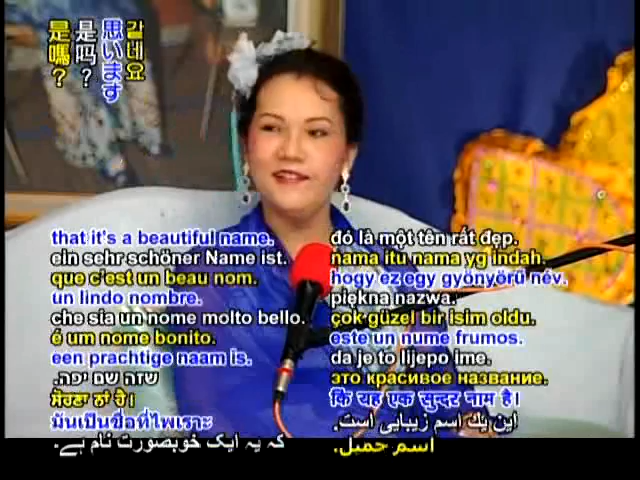 갈네요
思います
是吗？
是嗎？
that it's a beautiful name.
ein sehr schöner Name ist.
que c'est un beau nom.
un lindo nombre.
che sia un nome molto bello.
é um nome bonito.
een prachtige naam is.
שזה שם יפה.
ਸੋਹਣਾ ਨਾਂ ਹੈ।
มันเป็นชื่อที่ไพเราะ
کہ یہ ایک خوبصورت نام ہے۔
đó là một tên rất đẹp.
nama itu nama yg indah.
hogy ez egy gyönyörű név.
piękna nazwa.
çok güzel bir isim oldu.
este un nume frumos.
da je to lijepo ime.
это красивое название.
कि यह एक सुन्दर नाम है।
این یك اسم زیبایی است.
اسم جميل.